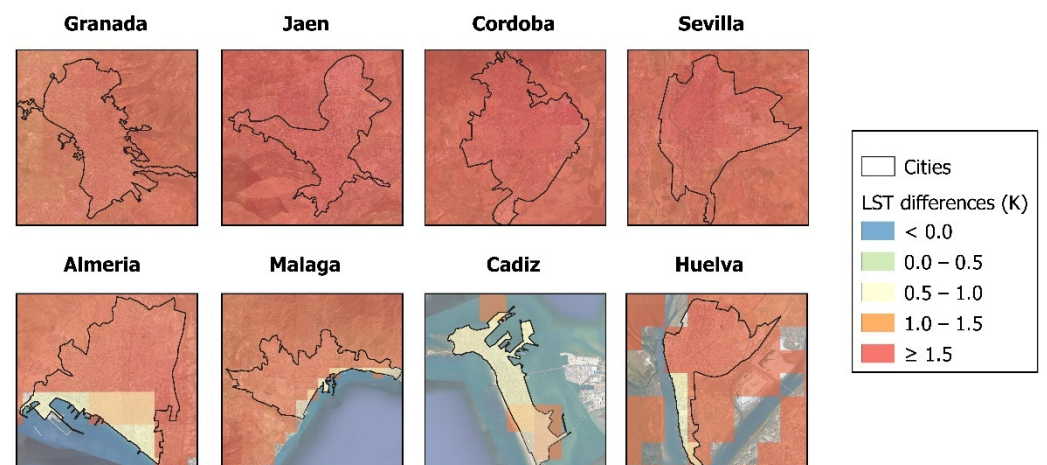 Granada
Jaen
Cordoba
Sevilla
Almeria
Malaga
Cadiz
Huelva
Cities
LST differences (K)
< 0.0
0.0 – 0.5
0.5 – 1.0
1.0 – 1.5
≥ 1.5